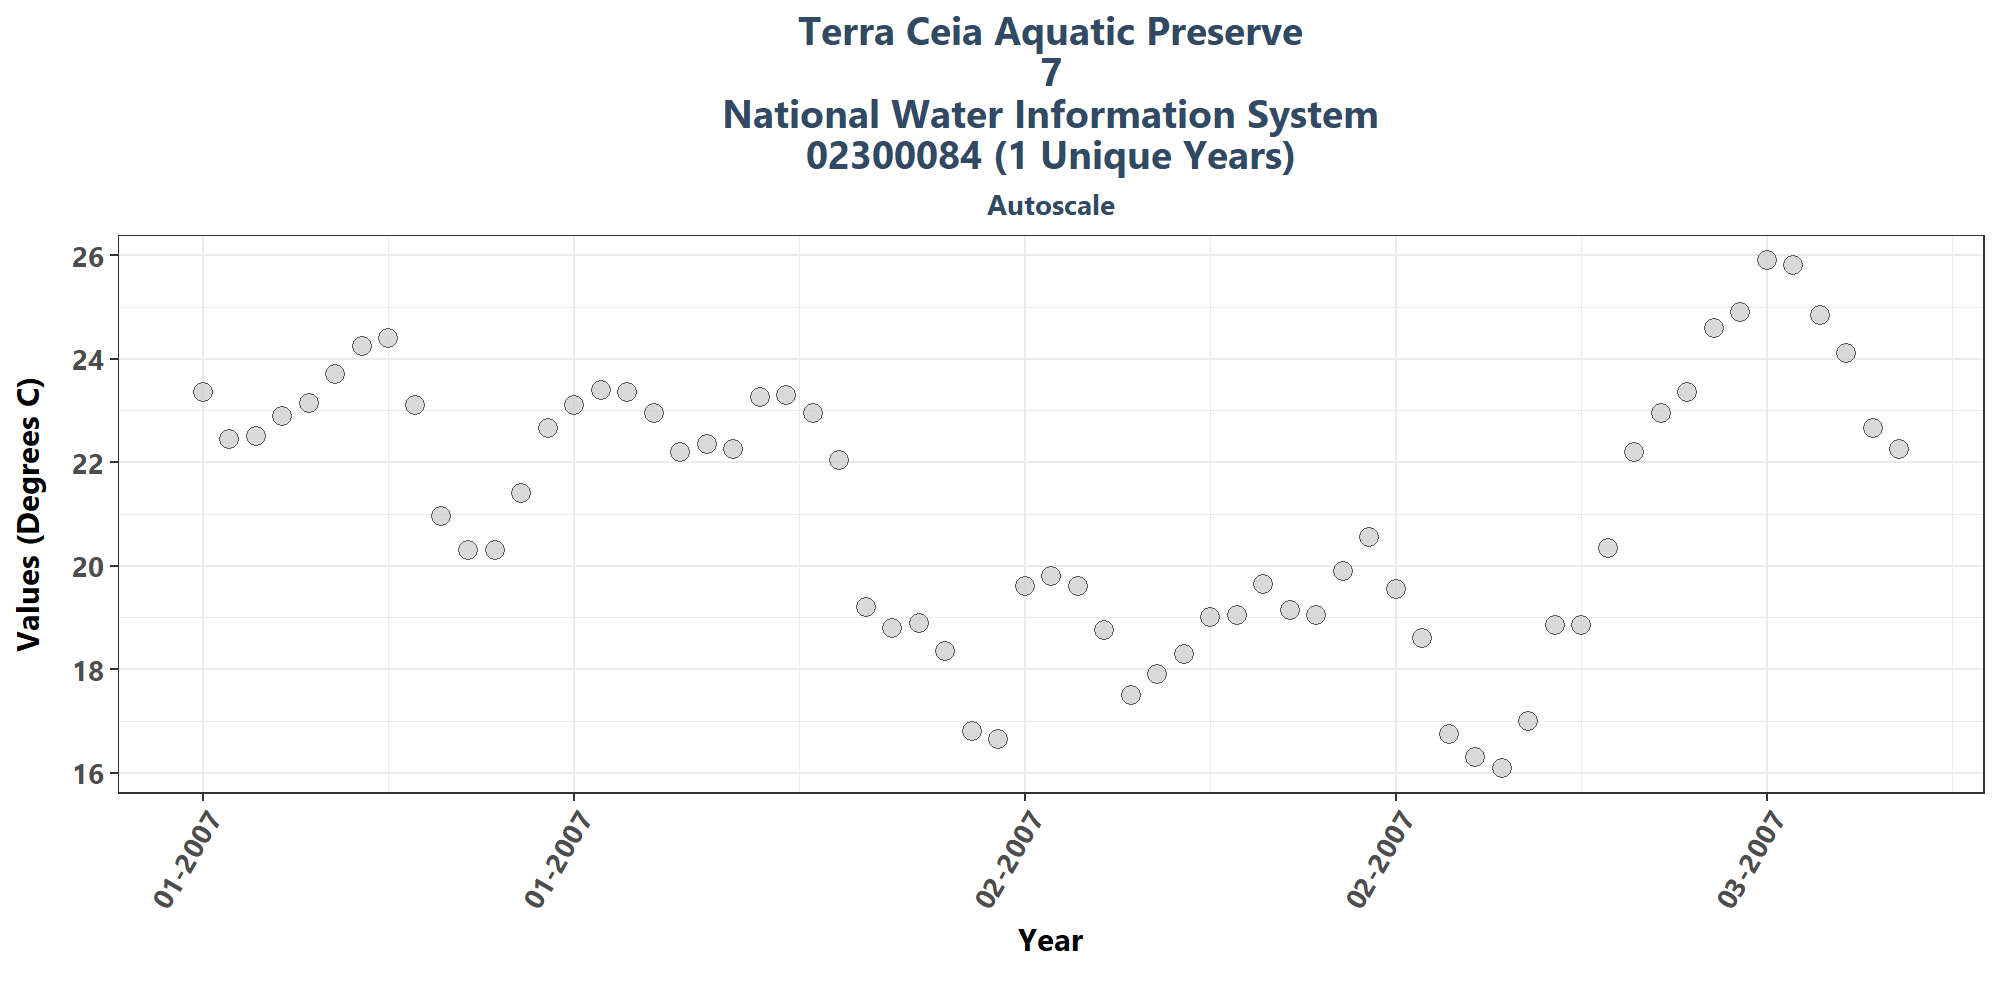 Terra Ceia Aquatic Preserve
7
National Water Information System
02300084 (1 Unique Years)
Autoscale
Values (Degrees C)
26
24
22
20
18
16
01-2007
01-2007
02-2007
02-2007
03-2007
Year